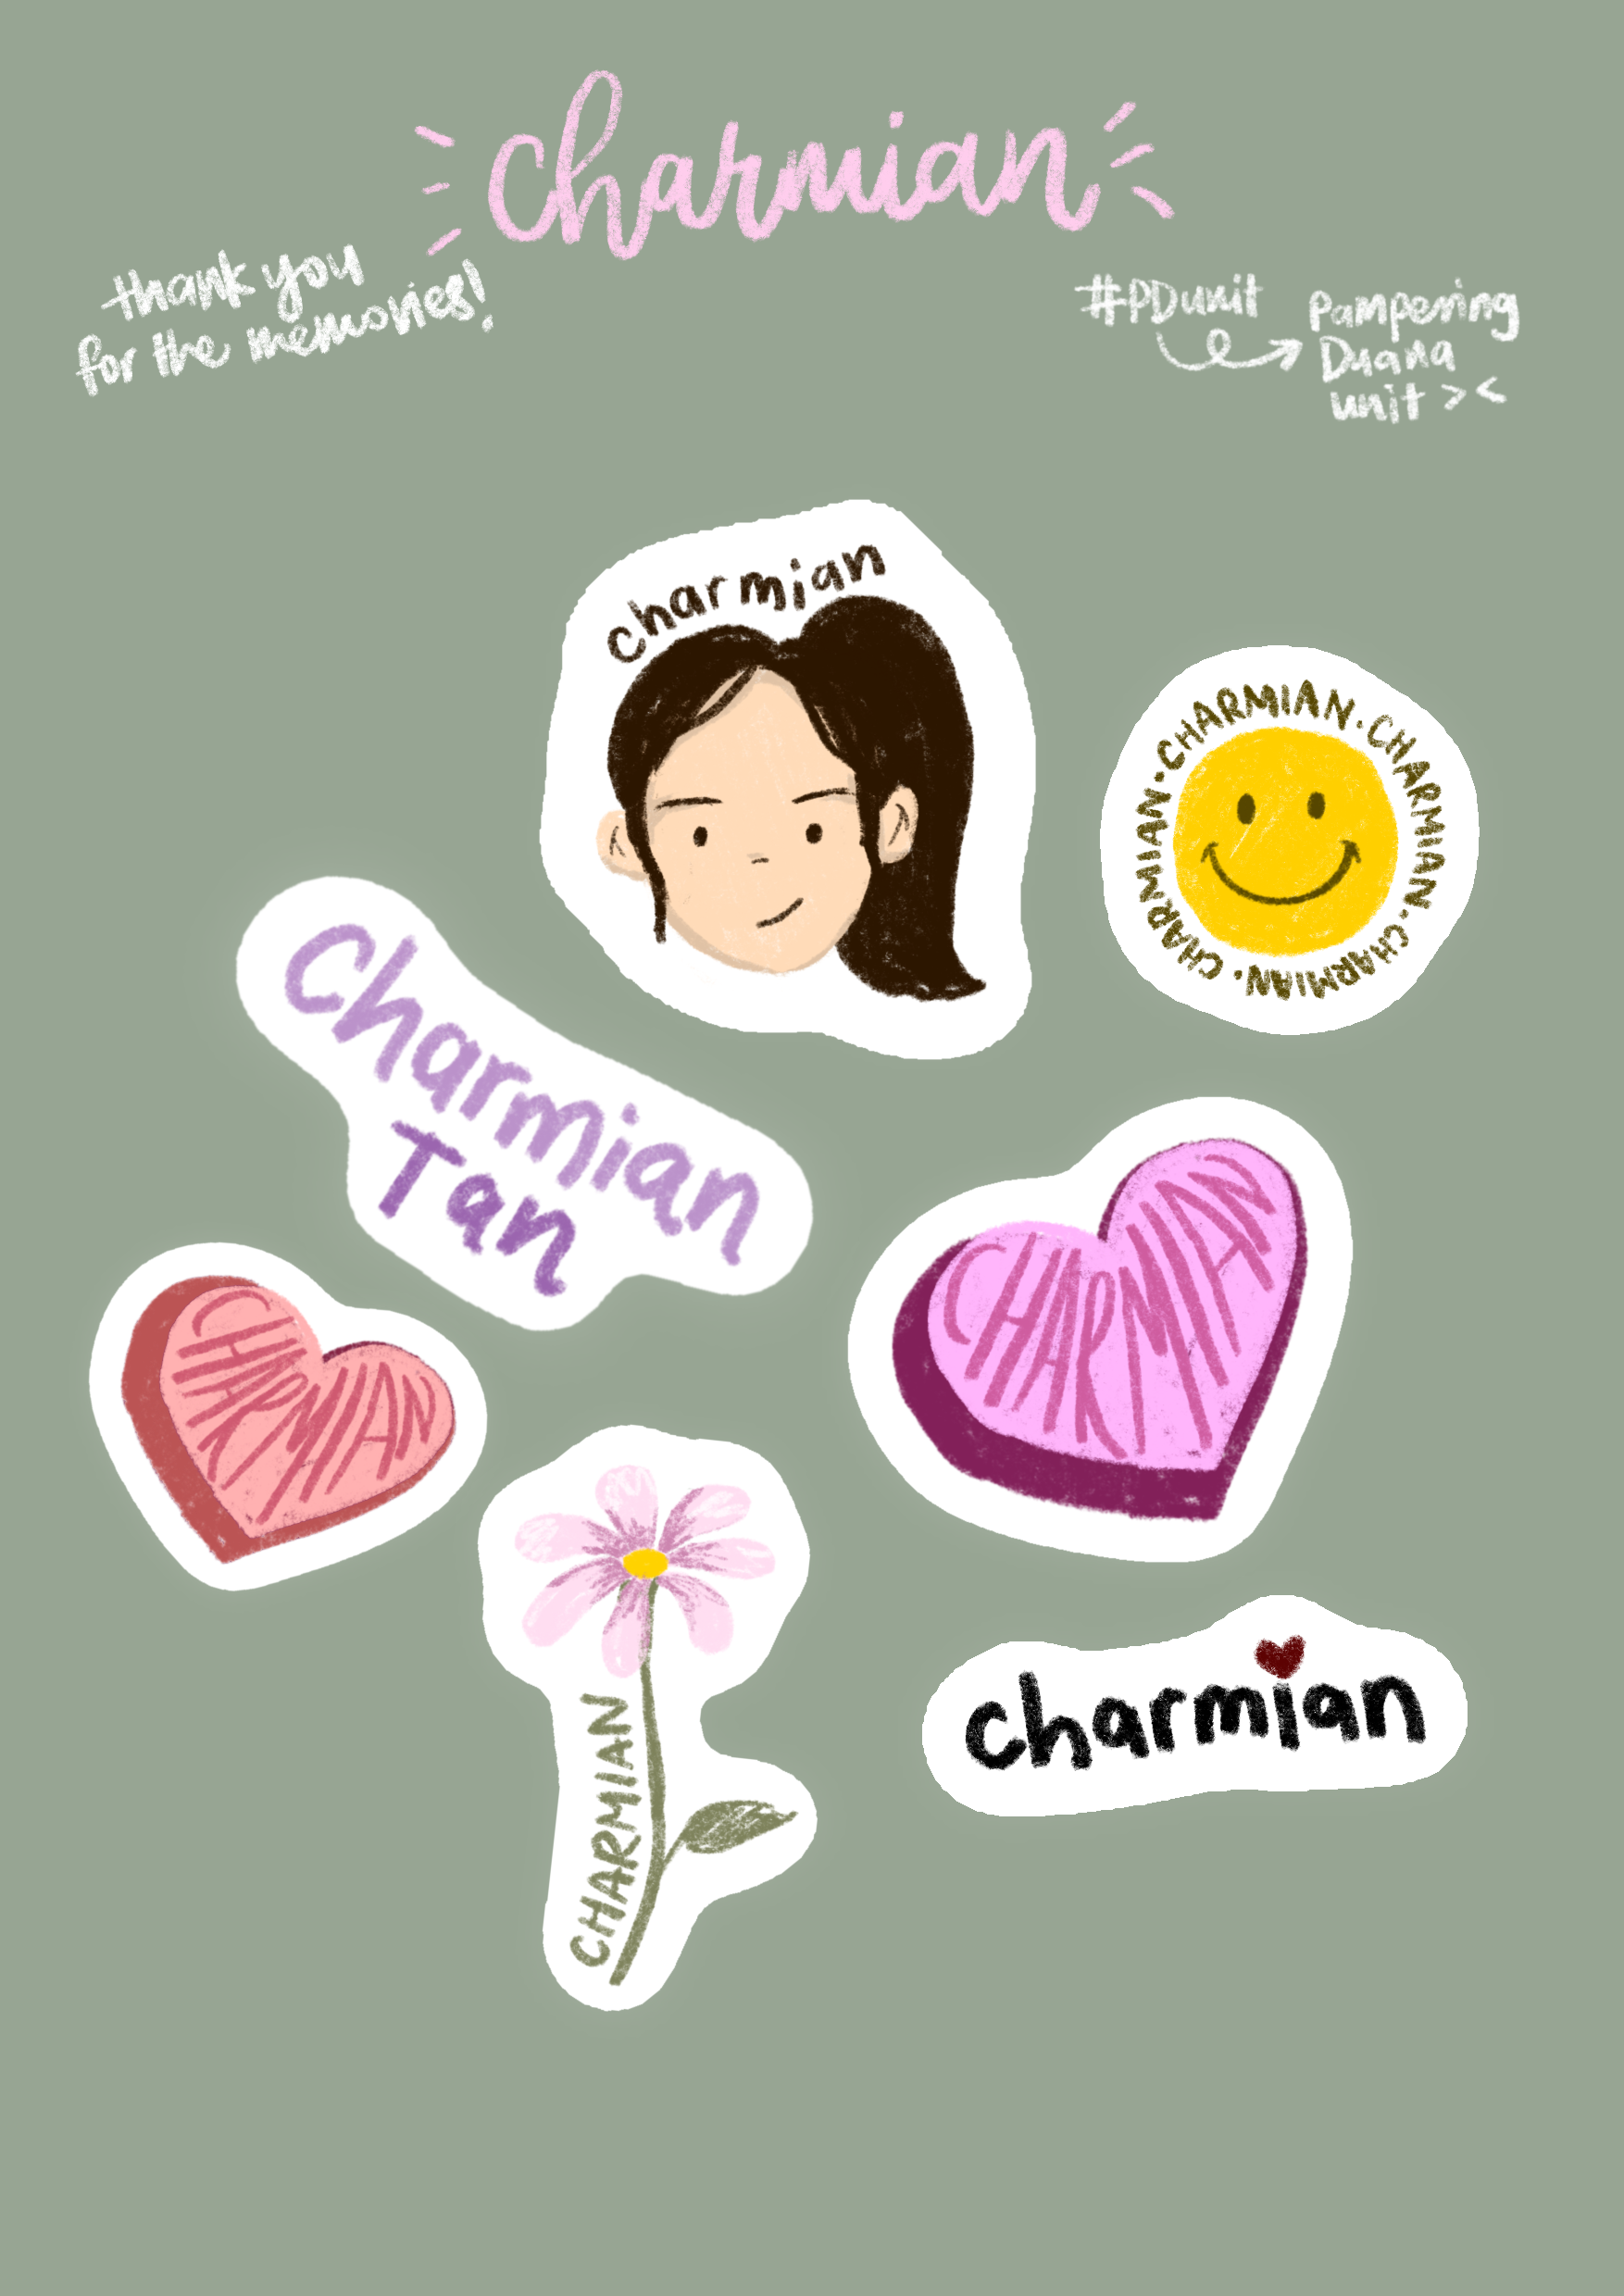 charmian
thank you
for the memories!
#PDunit
Pampering
Duana
unit ><
charmian
CHARMIAN · CHARMIAN · CHARMIAN · CHARMIAN ·
Charmian
Tan
CHARMIAN
CHARMIAN
CHARMIAN
charmian